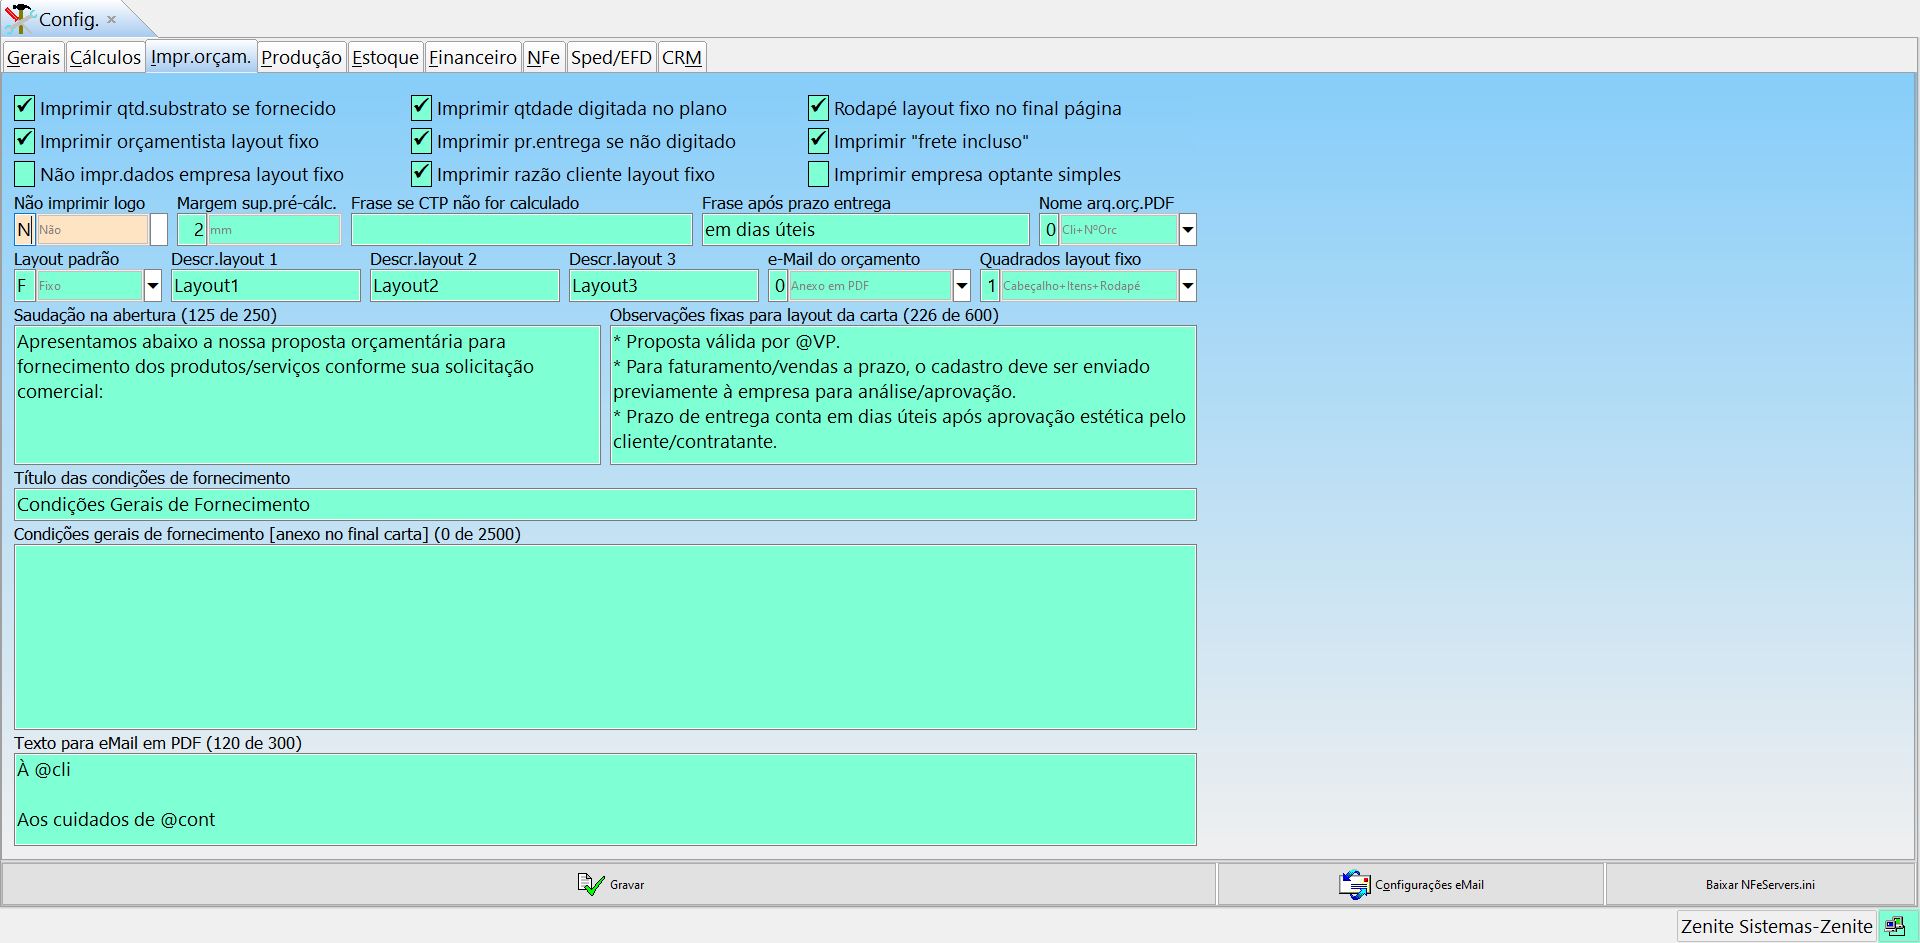 Config. ×
Gerais Cálculos Impr.orçam. Produção Estoque Financeiro NFe Sped/EFD CRM
Imprimir qtd.substrato se fornecido Imprimir qtdade digitada no plano Rodapé layout fixo no final página
Imprimir orçamentista layout fixo Imprimir pr.entrega se não digitado Imprimir "frete incluso"
Não impr.dados empresa layout fixo Imprimir razão cliente layout fixo Imprimir empresa optante simples
Não imprimir logo Margem sup.pré-cálc. Frase se CTP não for calculado Frase após prazo entrega Nome arq.orç.PDF
N Não 2 mm em dias úteis 0 Cli+NºOrc
Layout padrão Descr.layout 1 Descr.layout 2 Descr.layout 3 e-Mail do orçamento Quadrados layout fixo
F Fixo Layout1 Layout2 Layout3 0 Anexo em PDF 1 Cabeçalho+Itens+Rodapé
Saudação na abertura (125 de 250)
Apresentamos abaixo a nossa proposta orçamentária para
fornecimento dos produtos/serviços conforme sua solicitação
comercial:
Observações fixas para layout da carta (226 de 600)
* Proposta válida por @VP.
* Para faturamento/vendas a prazo, o cadastro deve ser enviado
previamente à empresa para análise/aprovação.
* Prazo de entrega conta em dias úteis após aprovação estética pelo
cliente/contratante.
Título das condições de fornecimento
Condições Gerais de Fornecimento
Condições gerais de fornecimento [anexo no final carta] (0 de 2500)
Texto para eMail em PDF (120 de 300)
À @cli
Aos cuidados de @cont
Gravar Configurações eMail Baixar NFeServers.ini
Zenite Sistemas-Zenite